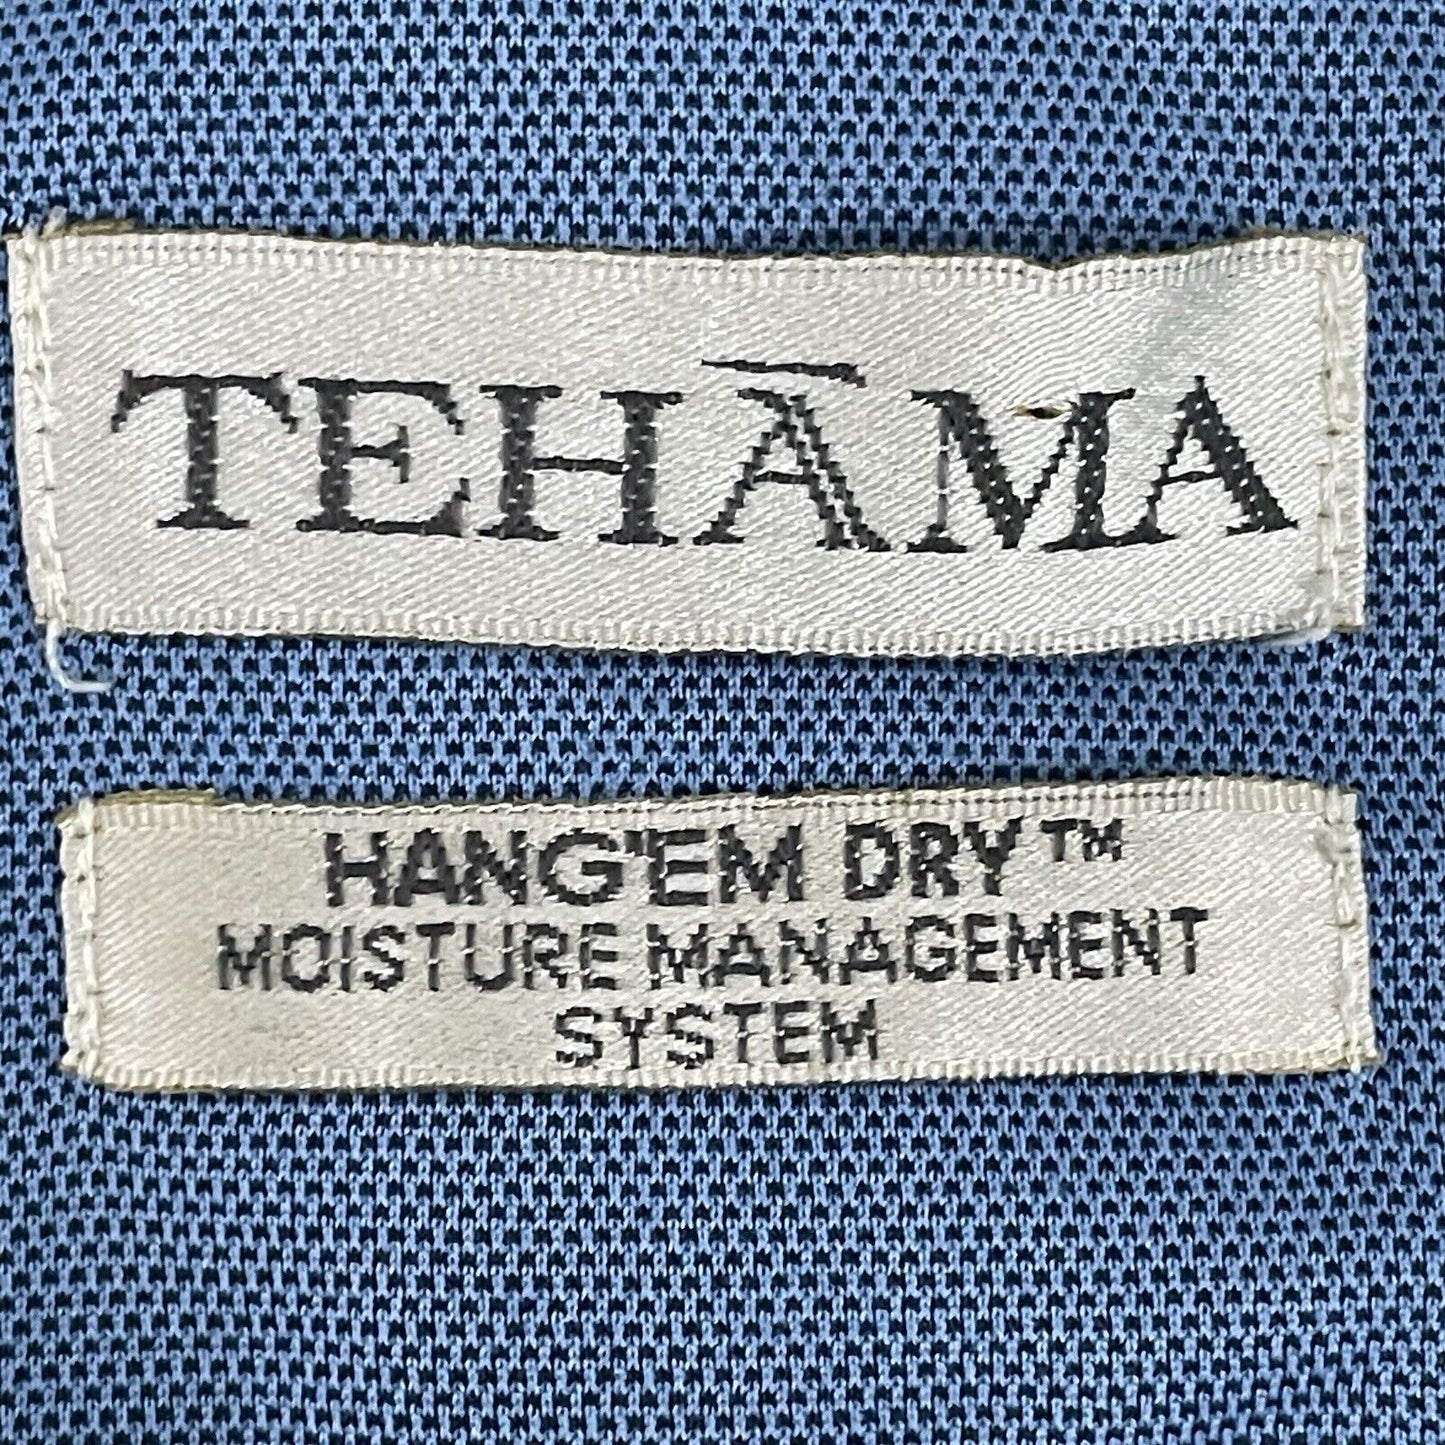 TEHĀMA
HANG'EM DRY™
MOISTURE MANAGEMENT
SYSTEM